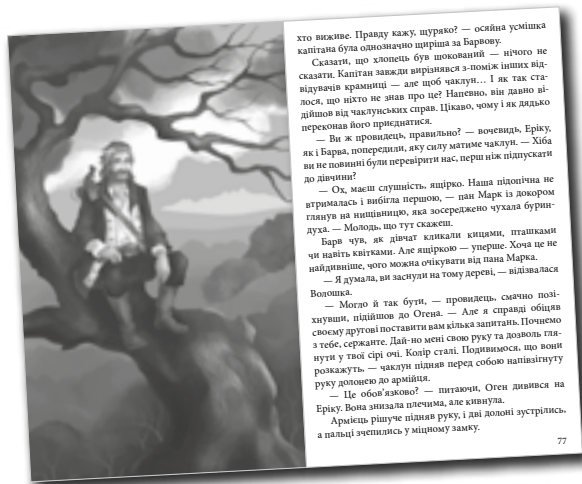 хто виживе. Правду кажу, щуряко? — осяйна усмішка
капітана була однозначно щиріша за Барвову.
Сказати, що хлопець був шокований — нічого не
сказати. Капітан завжди вирізнявся з-поміж інших від-
відувачів крамниці — але щоб чаклун… І як так ста-
лося, що ніхто не знав про це? Напевно, він давно ві-
дійшов від чаклунських справ. Цікаво, чому і як дядько
переконав його приєднатися.
— Ви ж провидець, правильно? — вочевидь, Еріку,
як і Барва, попередили, яку силу матиме чаклун. — Хіба
ви не повинні були перевірити нас, перш ніж підпускати
до дівчини?
— Ох, маєш слушність, ящірко. Наша підопічна не
втрималась і вибігла першою, — пан Марк із докором
глянув на нищівницю, яка зосереджено чухала бурин-
духа. — Молодь, що тут скажеш.
Барв чув, як дівчат кликали кицями, пташками
чи навіть квітками. Але ящіркою — уперше. Хоча це не
найдивніше, чого можна очікувати від пана Марка.
— Я думала, ви заснули на тому дереві, — відізвалася
Волошка.
— Могло й так бути, — провидець, смачно позі-
хнувши, підійшов до Огена. — Але я справді обіцяв
своєму другові поставити вам кілька запитань. Почнемо
з тебе, сержанте. Дай-но мені свою руку та дозволь гля-
нути у твої сірі очі. Колір сталі. Подивимося, що вони
розкажуть, — чаклун підняв перед собою напівзігнуту
руку долонею до армійця.
— Це обов’язково? — питаючи, Оген дивився на
Еріку. Вона знизала плечима, але кивнула.
Армієць рішуче підняв руку, і дві долоні зустрілись,
а пальці зчепились у міцному замку.
77